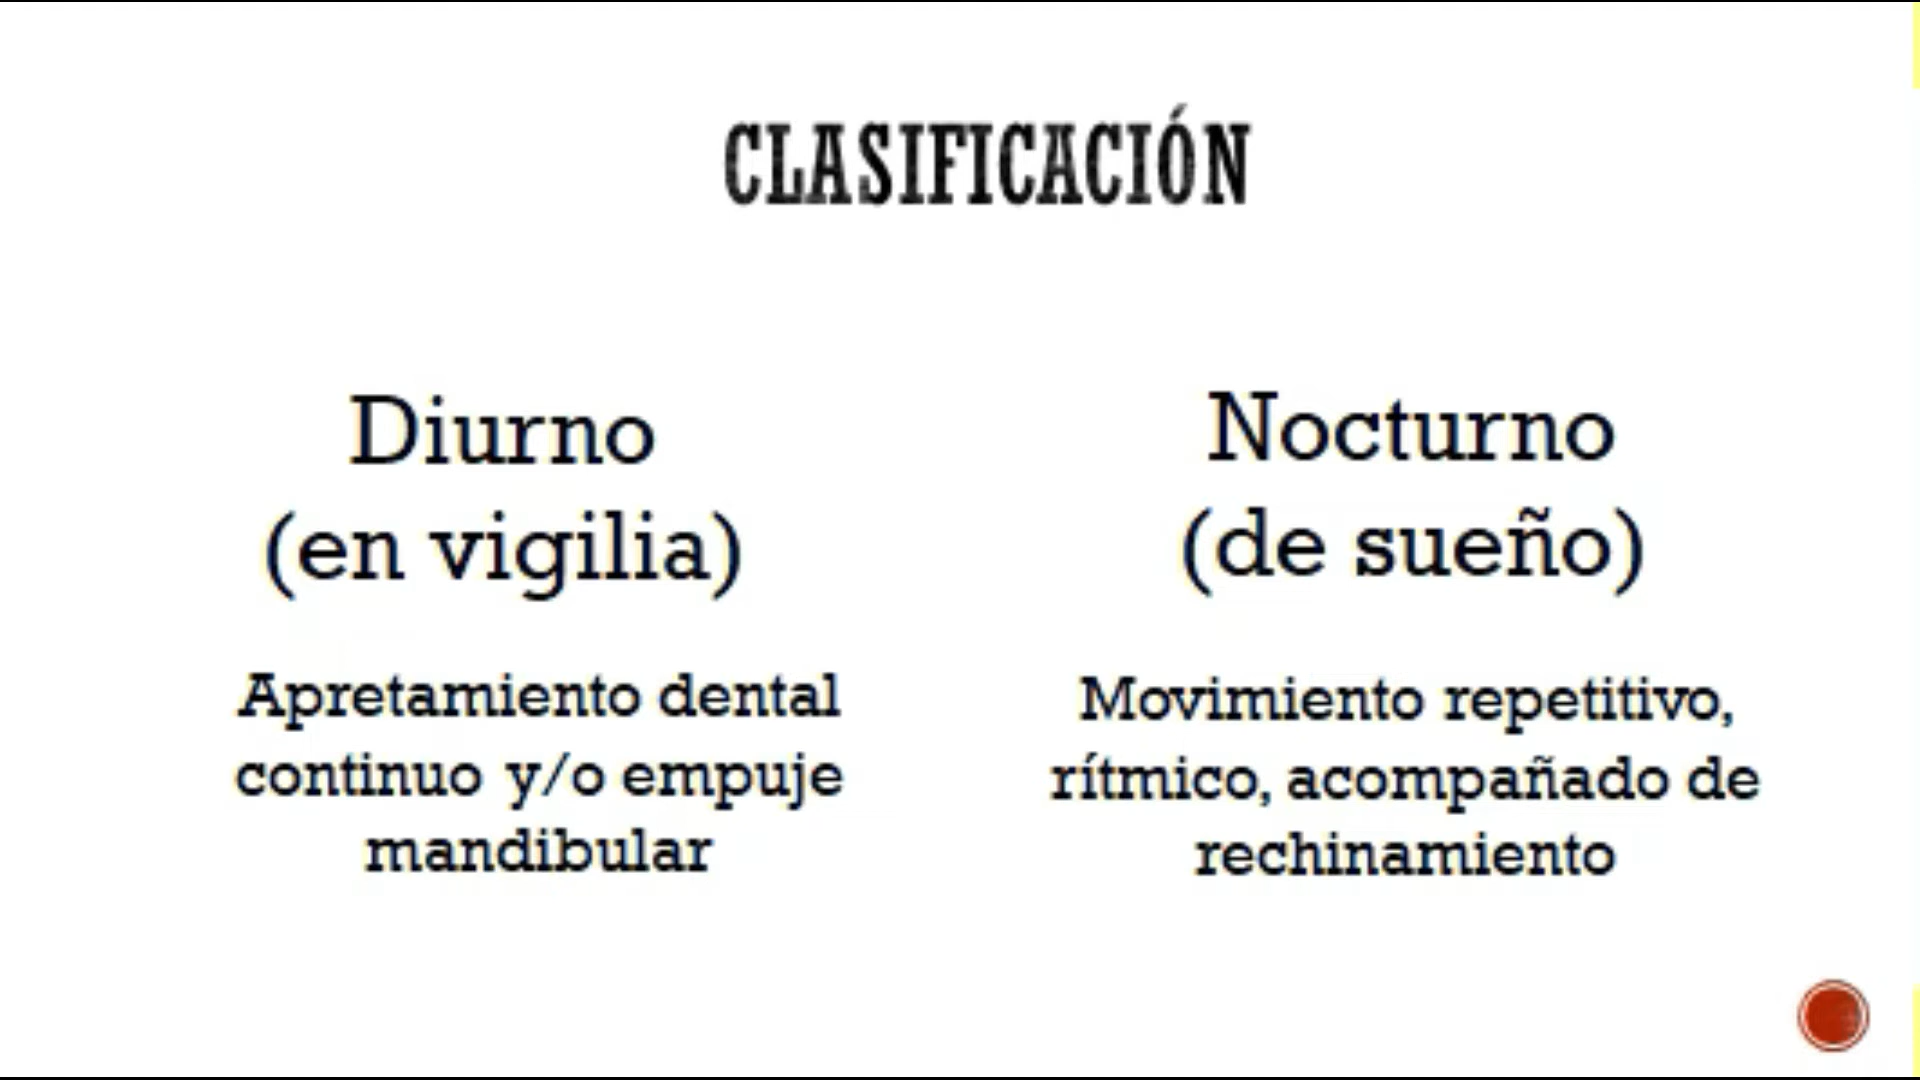 CLASIFICACIÓN
Diurno
(en vigilia)
Apretamiento dental
continuo y/o empuje
mandibular
Nocturno
(de sueño)
Movimiento repetitivo,
rítmico, acompañado de
rechinamiento